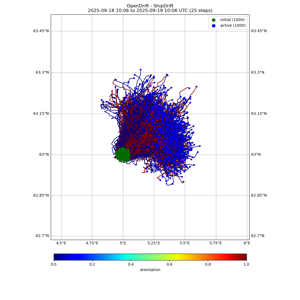 OpenDrift - ShipDrift
2025-09-18 10:06 to 2025-09-19 10:06 UTC (25 steps)
initial (1000)
active (1000)
63.45°N 63.45°N
63.3°N 63.3°N
63.15°N 63.15°N
63°N 63°N
62.85°N 62.85°N
62.7°N 62.7°N
4.5°E 4.75°E 5°E 5.25°E 5.5°E 5.75°E 6°E
0.0 0.2 0.4 0.6 0.8 1.0
orientation